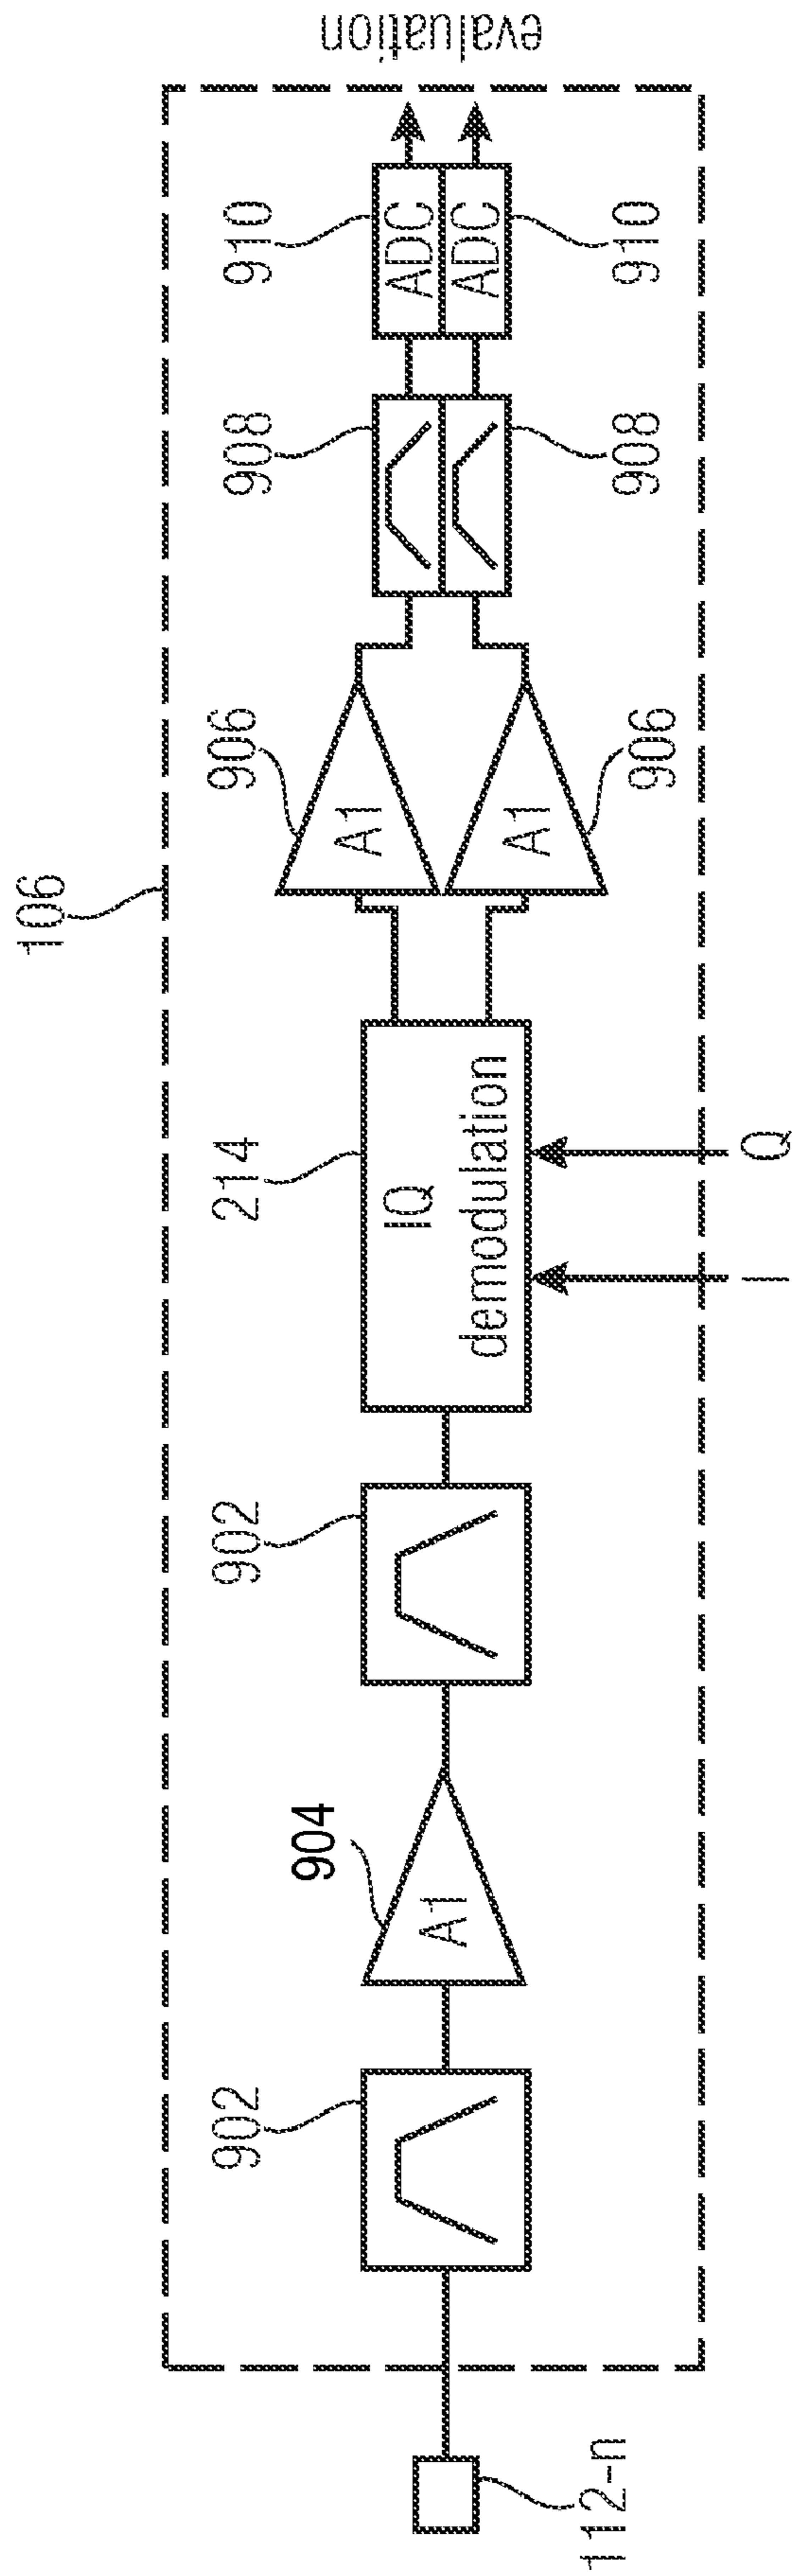 106
902
904
902
214
906
908
910
A1
IQ
demodulation
A1
A1
ADC
ADC
evaluation
906
908
910
112-n
I
Q